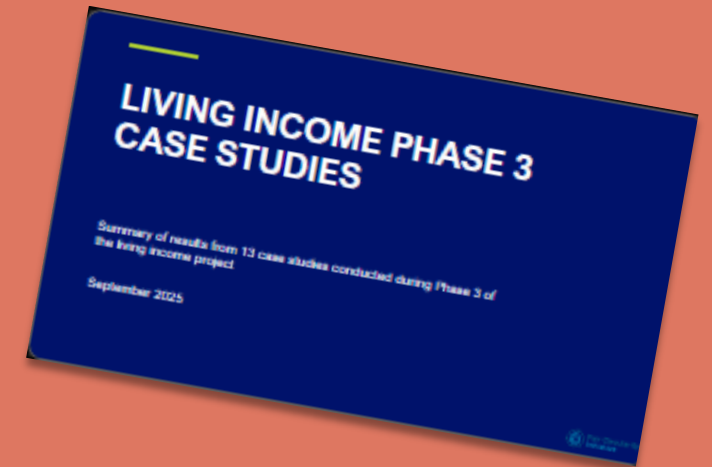 LIVING INCOME PHASE 3
CASE STUDIES
Summary of results from 13 case studies conducted during Phase 3 of
the living income project
September 2025